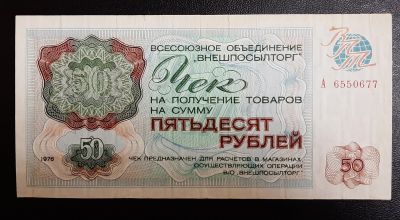 ВСЕСОЮЗНОЕ ОБЪЕДИНЕНИЕ
„ВНЕШПОСЫЛТОРГ"
50
Чек
НА ПОЛУЧЕНИЕ ТОВАРОВ
НА СУММУ
А 6550677
ПЯТЬДЕСЯТ
РУБЛЕЙ
50
50
1976
ЧЕК ПРЕДНАЗНАЧЕН ДЛЯ РАСЧЕТОВ В МАГАЗИНАХ,
ОСУЩЕСТВЛЯЮЩИХ ОПЕРАЦИИ
В/О „ВНЕШПОСЫЛТОРГ"